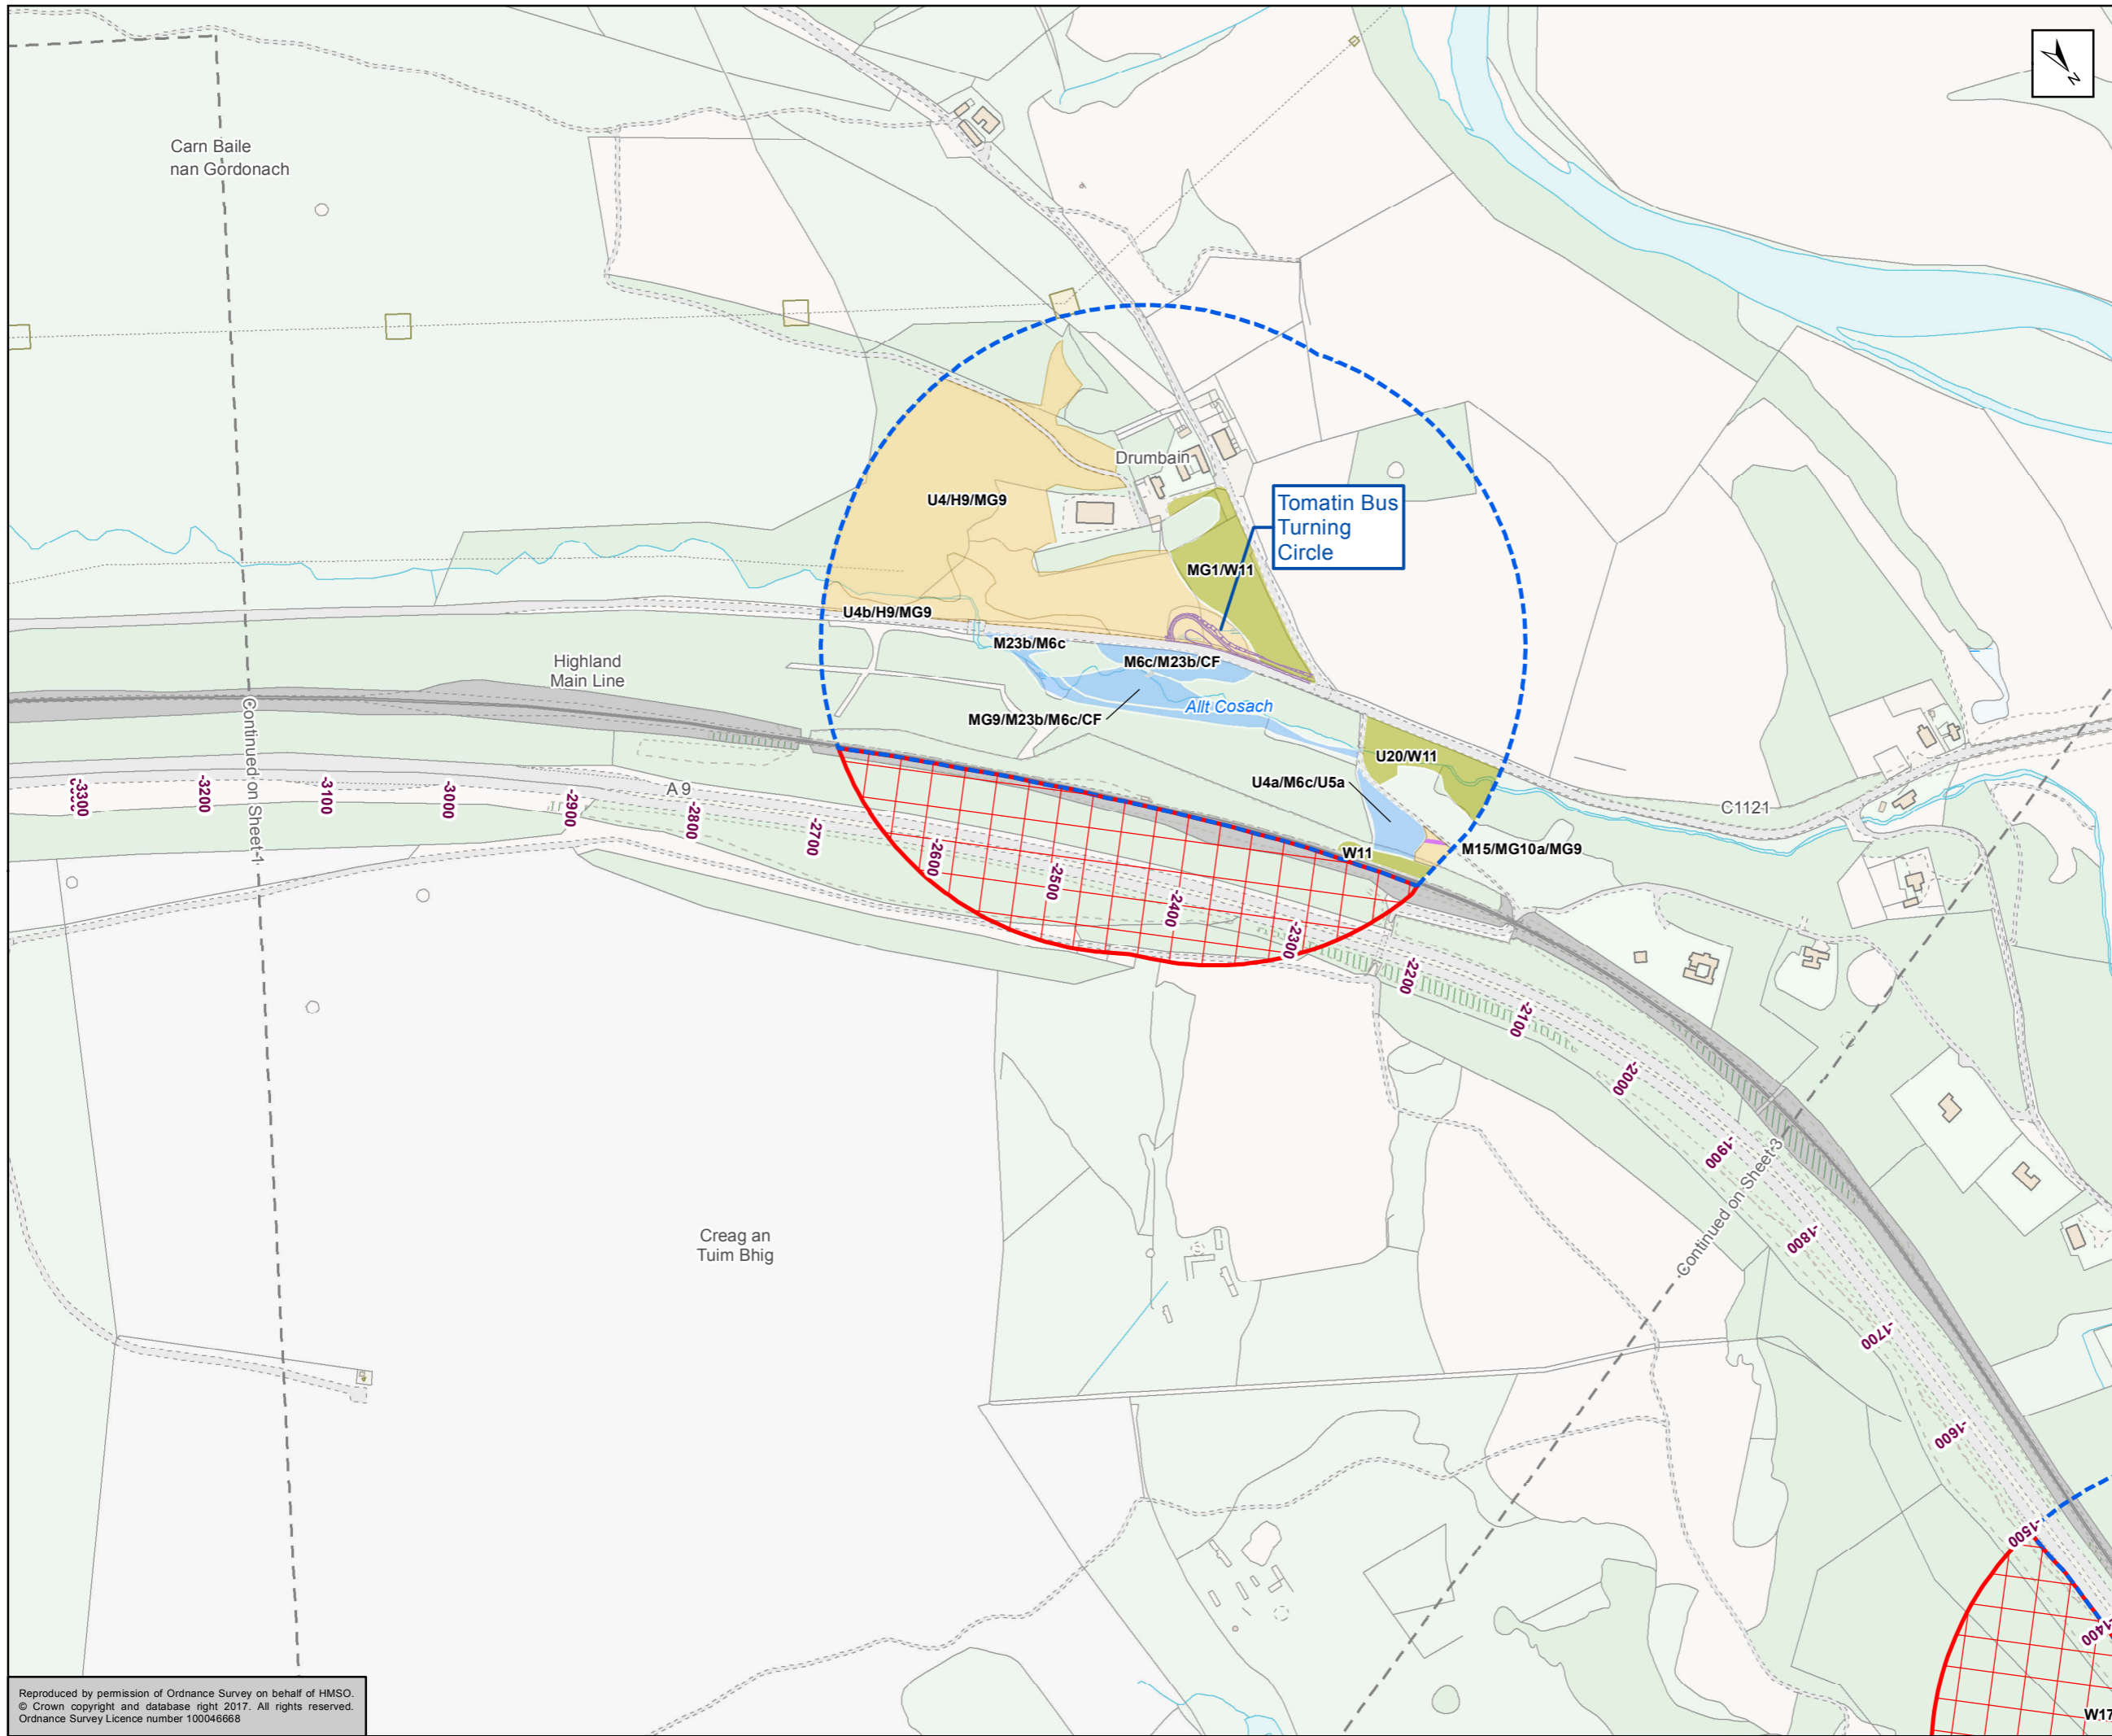 N
Carn Baile
nan Gordonach
Drumbain
U4/H9/MG9
Tomatin Bus
Turning
Circle
MG1/W11
U4b/H9/MG9
M23b/M6c
M6c/M23b/CF
Highland
Main Line
MG9/M23b/M6c/CF
Allt Cosach
Continued on Sheet 1
U20/W11
U4a/M6c/U5a
A 9
C1121
W11
M15/MG10a/MG9
-3300
-3200
-3100
-3000
-2900
-2800
-2700
-2600
-2500
-2400
-2300
-2200
-2100
-2000
-1900
-1800
-1700
-1600
-1500
-1400
Continued on Sheet 3
Creag an
Tuim Bhig
W17
Reproduced by permission of Ordnance Survey on behalf of HMSO.
© Crown copyright and database right 2017. All rights reserved.
Ordnance Survey Licence number 100046668